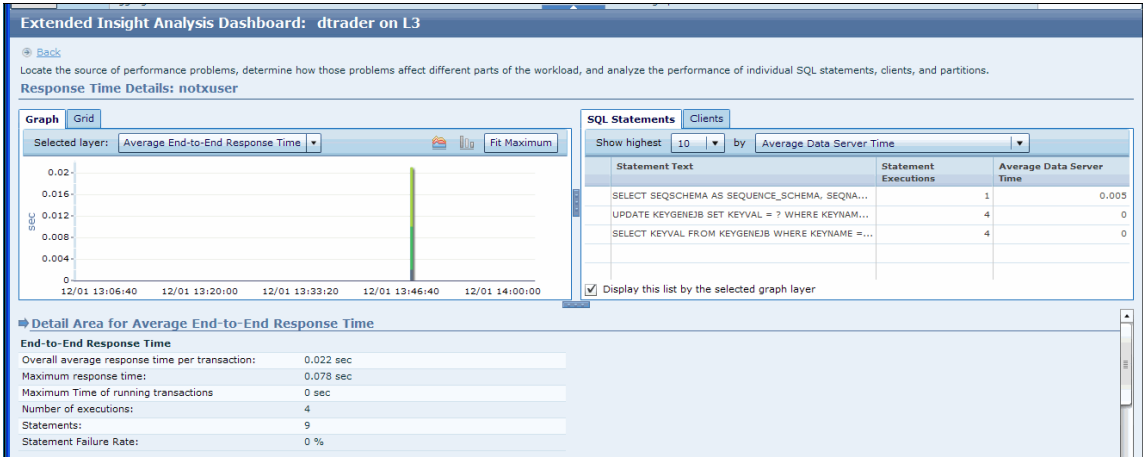 Extended Insight Analysis Dashboard: dtrader on L3
Back
Locate the source of performance problems, determine how those problems affect different parts of the workload, and analyze the performance of individual SQL statements, clients, and partitions.
Response Time Details: notxuser
Graph Grid
Selected layer: Average End-to-End Response Time Fit Maximum
0.02
0.016
0.012
0.008
0.004
0
sec
12/01 13:06:40 12/01 13:20:00 12/01 13:33:20 12/01 13:46:40 12/01 14:00:00
SQL Statements Clients
Show highest 10 by Average Data Server Time
Statement Text Statement Executions Average Data Server Time
SELECT SEQSCHEMA AS SEQUENCE_SCHEMA, SEQNA... 1 0.005
UPDATE KEYGENEJB SET KEYVAL = ? WHERE KEYNAM... 4 0
SELECT KEYVAL FROM KEYGENEJB WHERE KEYNAME =... 4 0
Display this list by the selected graph layer
Detail Area for Average End-to-End Response Time
End-to-End Response Time
Overall average response time per transaction: 0.022 sec
Maximum response time: 0.078 sec
Maximum Time of running transactions 0 sec
Number of executions: 4
Statements: 9
Statement Failure Rate: 0 %